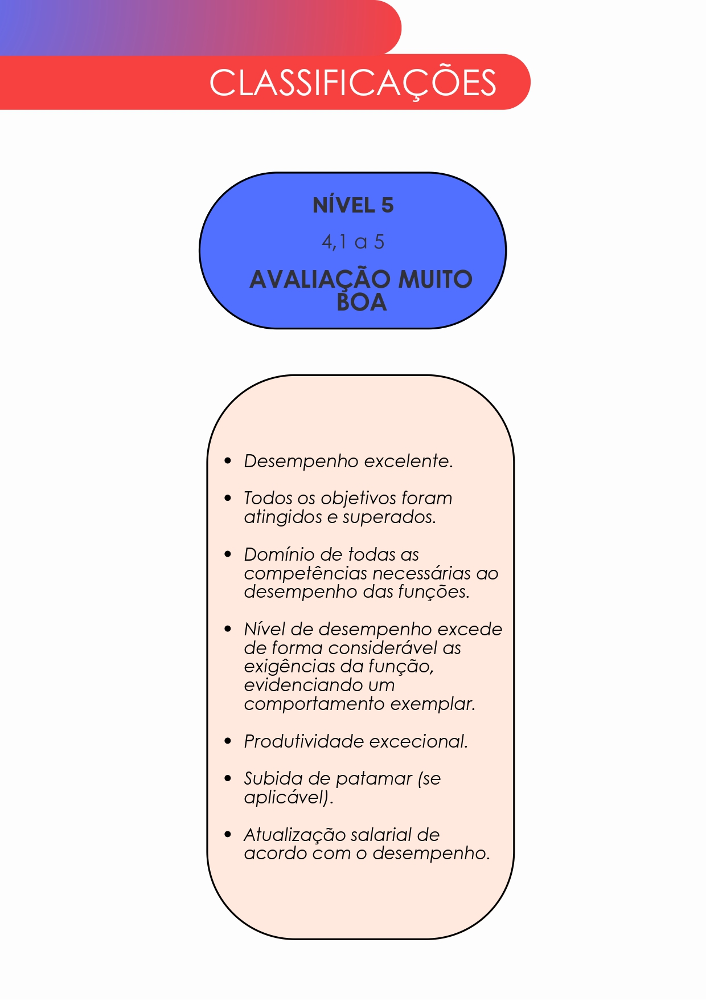 CLASSIFICAÇÕES
NÍVEL 5
4,1 a 5
AVALIAÇÃO MUITO
BOA
• Desempenho excelente.
• Todos os objetivos foram
atingidos e superados.
• Domínio de todas as
competências necessárias ao
desempenho das funções.
• Nível de desempenho excede
de forma considerável as
exigências da função,
evidenciando um
comportamento exemplar.
• Produtividade excecional.
• Subida de patamar (se
aplicável).
• Atualização salarial de
acordo com o desempenho.